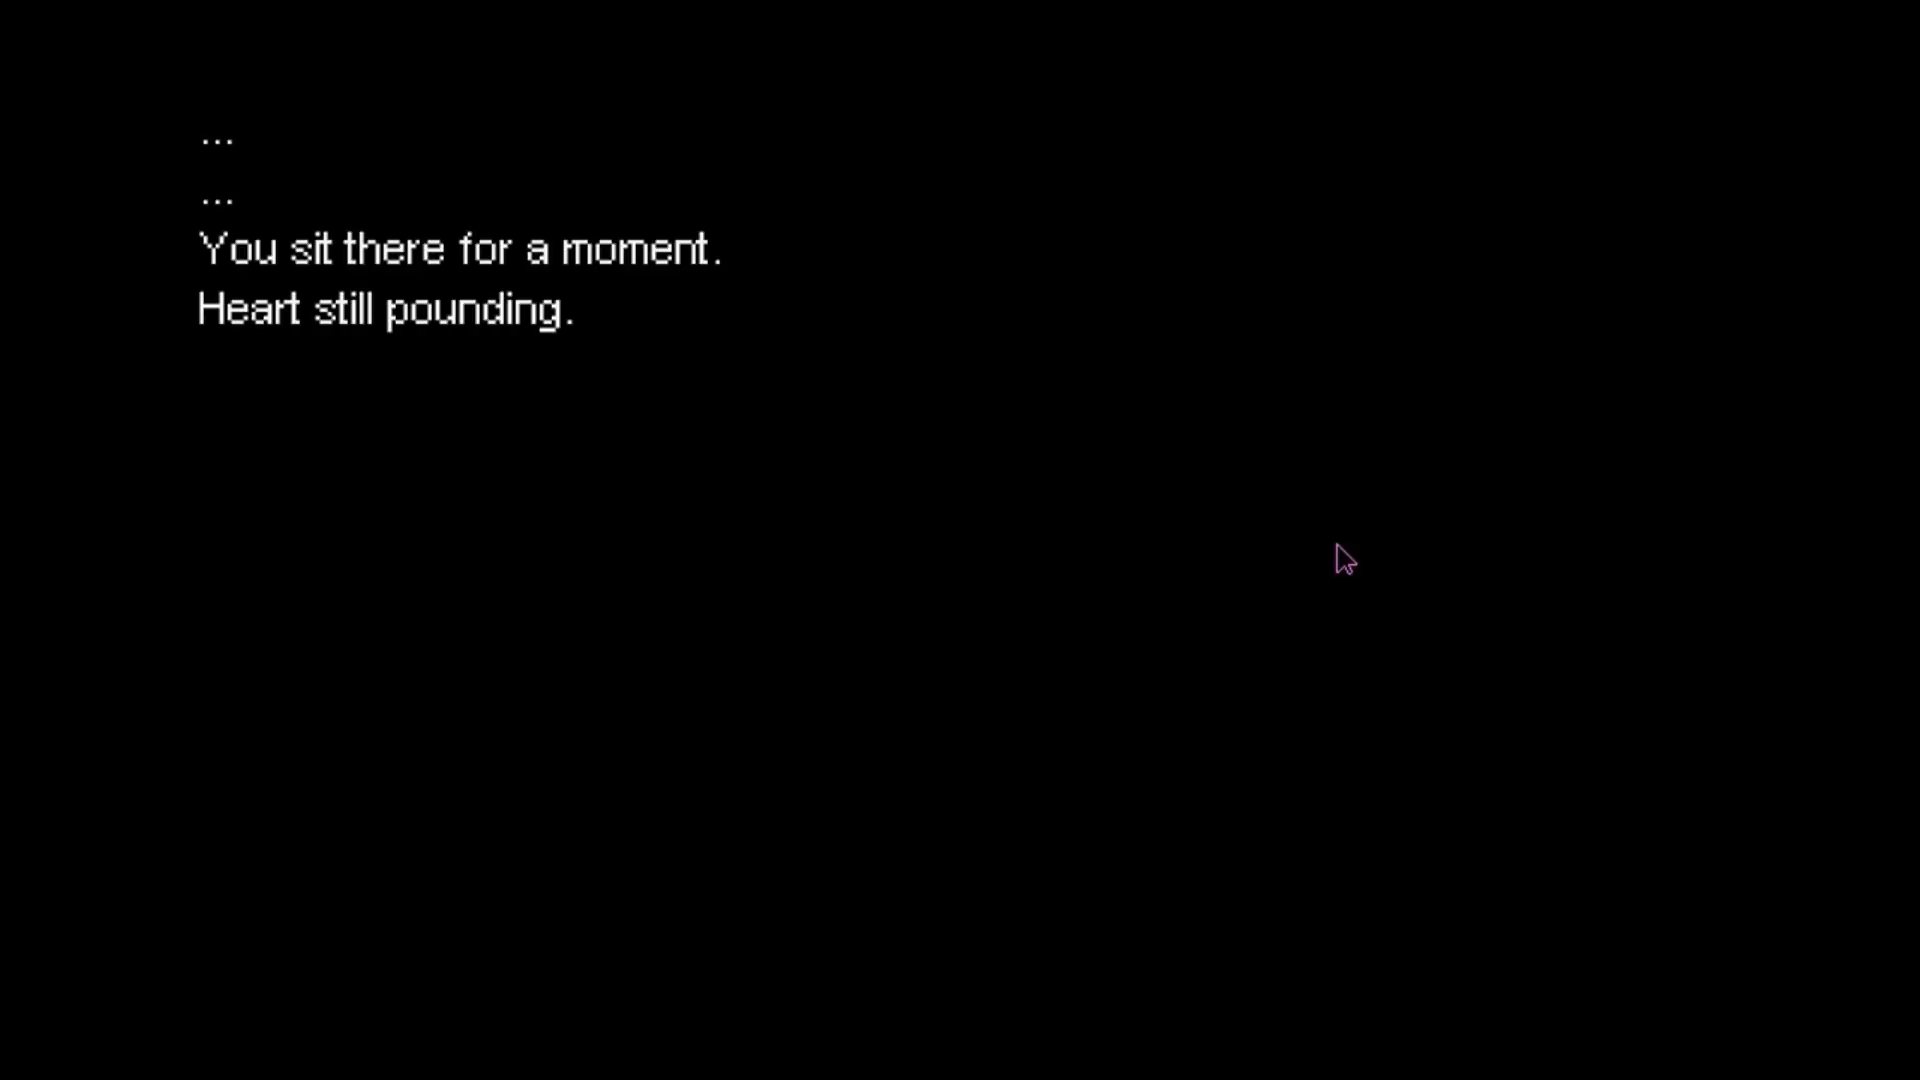 ...
...
You sit there for a moment.
Heart still pounding.